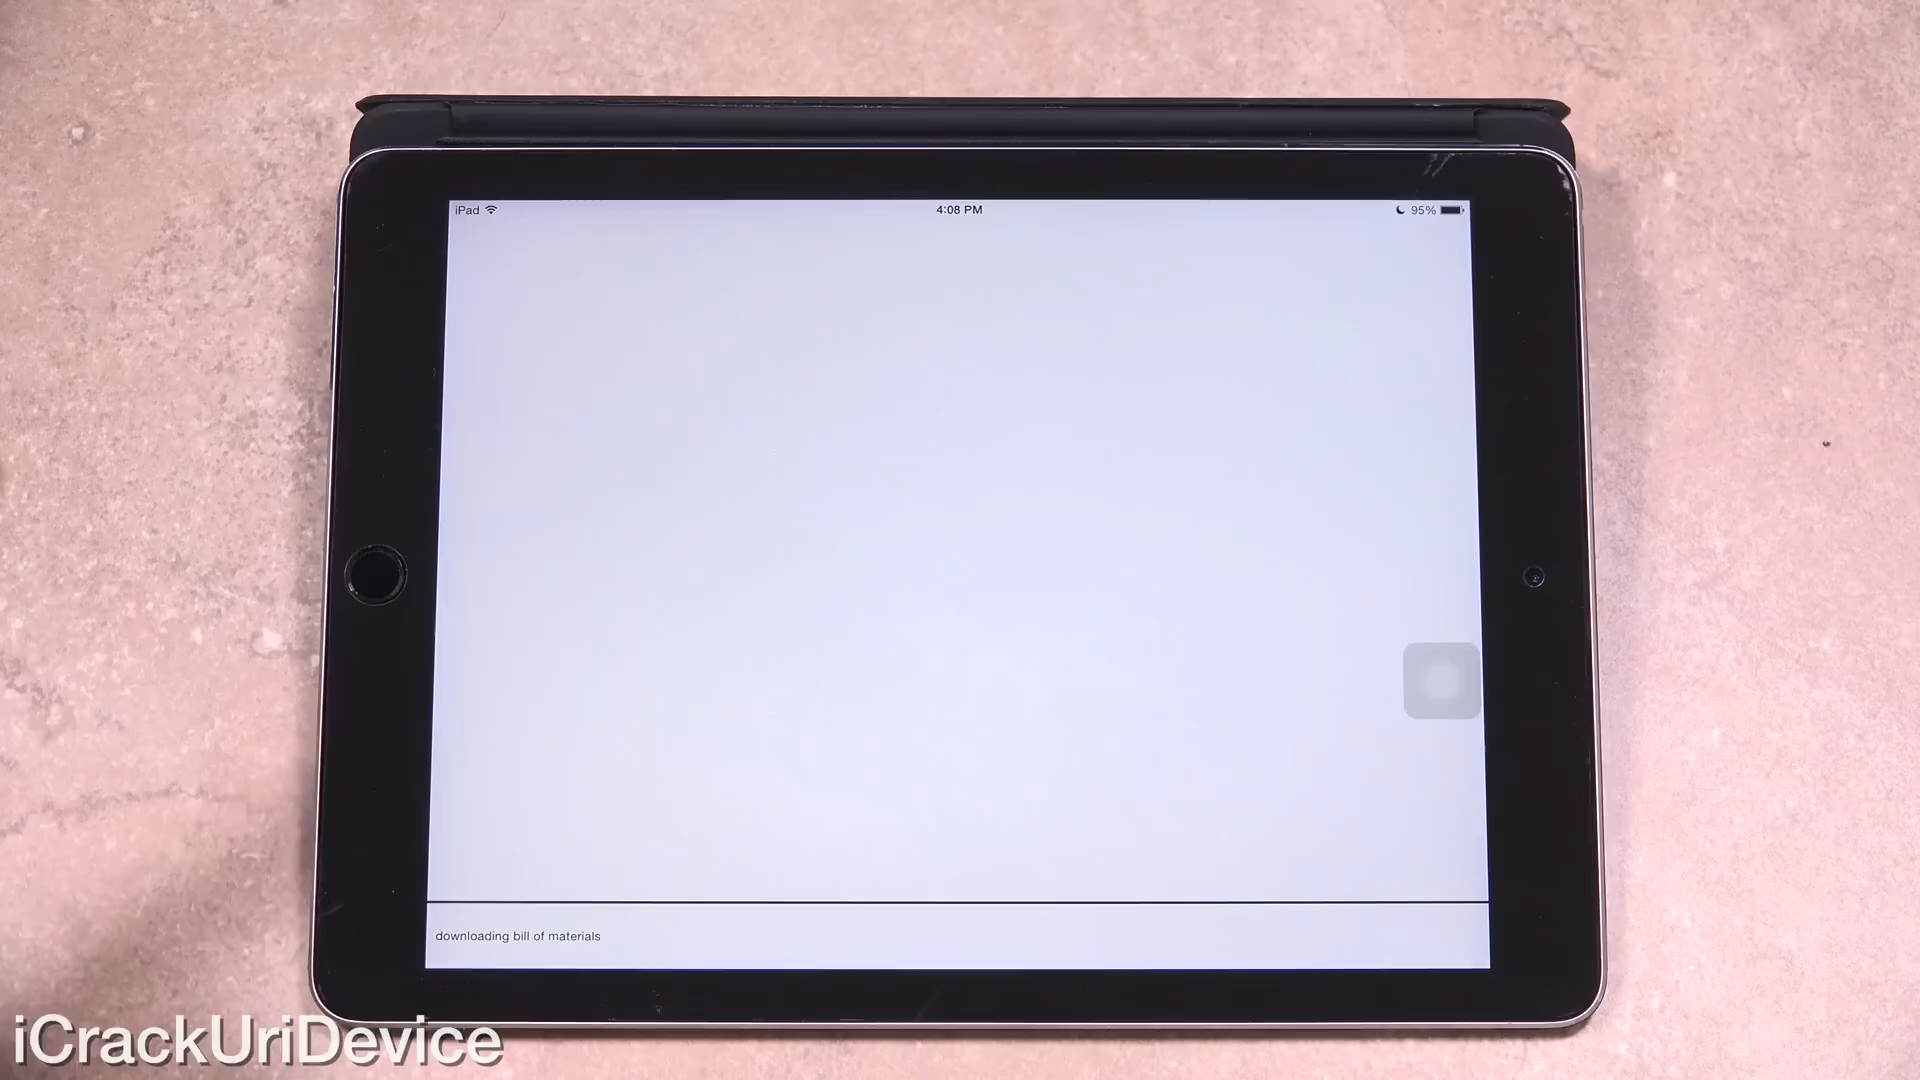 iPad
4:08 PM
95%
downloading bill of materials
iCrackUriDevice